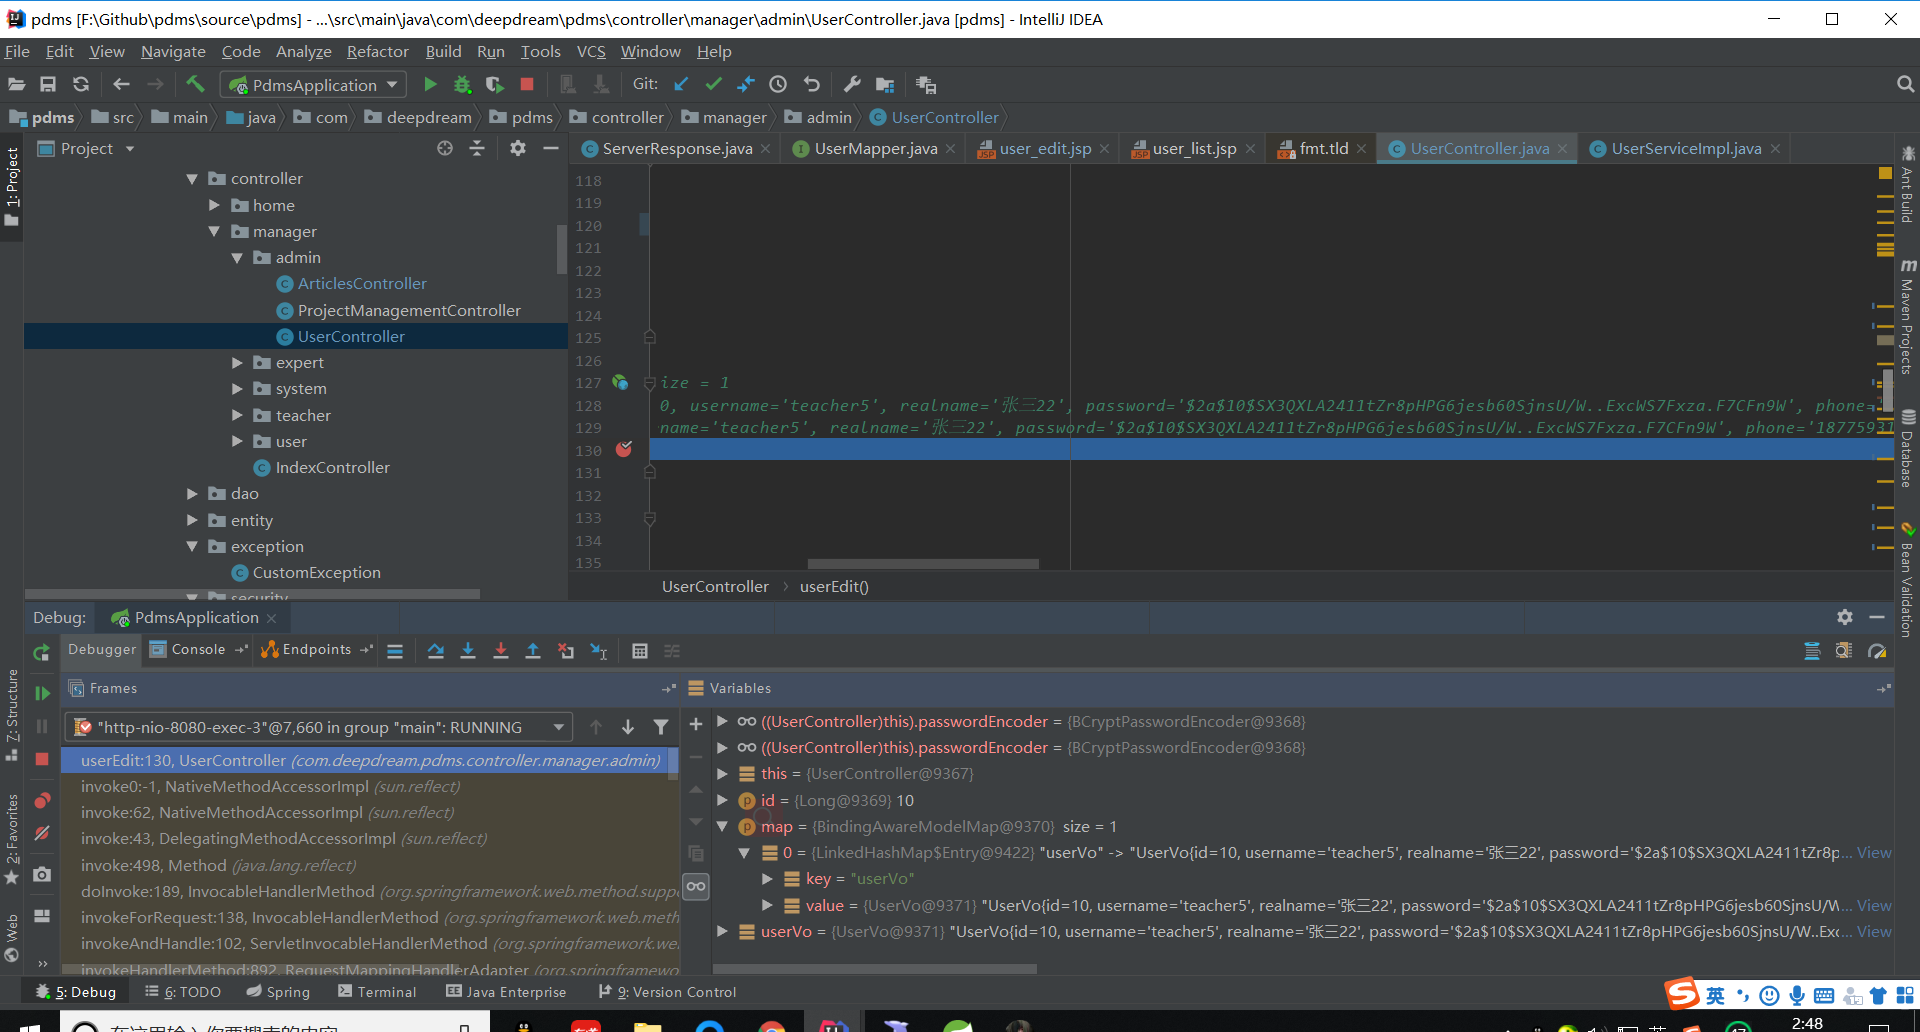 pdms [F:\Github\pdms\source\pdms] - ...\src\main\java\com\deepdream\pdms\controller\manager\admin\UserController.java [pdms] - IntelliJ IDEA
File Edit View Navigate Code Analyze Refactor Build Run Tools VCS Window Help
PdmsApplication Git:
pdms src main java com deepdream pdms controller manager admin UserController
1: Project
Project
ServerResponse.java UserMapper.java user_edit.jsp user_list.jsp fmt.tld UserController.java UserServiceImpl.java
controller
home
manager
admin
ArticlesController
ProjectManagementController
UserController
expert
system
teacher
user
IndexController
dao
entity
exception
CustomException
security
118
119
120
121
122
123
124
125
126
127 ize = 1
128 0, username='teacher5', realname='张三22', password='$2a$10$SX3QXLA2411tZr8pHPG6jesb60SjnsU/W..ExcWS7Fxza.F7CFn9W', phone=
129 name='teacher5', realname='张三22', password='$2a$10$SX3QXLA2411tZr8pHPG6jesb60SjnsU/W..ExcWS7Fxza.F7CFn9W', phone='18775931
130
131
132
133
134
135
UserController userEdit()
Ant Build
Maven Projects
Database
Bean Validation
Debug: PdmsApplication
Debugger Console Endpoints
Frames
Variables
"http-nio-8080-exec-3"@7,660 in group "main": RUNNING
userEdit:130, UserController (com.deepdream.pdms.controller.manager.admin)
invoke0:-1, NativeMethodAccessorImpl (sun.reflect)
invoke:62, NativeMethodAccessorImpl (sun.reflect)
invoke:43, DelegatingMethodAccessorImpl (sun.reflect)
invoke:498, Method (java.lang.reflect)
doInvoke:189, InvocableHandlerMethod (org.springframework.web.method.suppo
invokeForRequest:138, InvocableHandlerMethod (org.springframework.web.meth
invokeAndHandle:102, ServletInvocableHandlerMethod (org.springframework.we
invokeHandlerMethod:892, RequestMappingHandlerAdapter (org.springframewo
((UserController)this).passwordEncoder = {BCryptPasswordEncoder@9368}
((UserController)this).passwordEncoder = {BCryptPasswordEncoder@9368}
this = {UserController@9367}
id = {Long@9369} 10
map = {BindingAwareModelMap@9370} size = 1
0 = {LinkedHashMap$Entry@9422} "userVo" -> "UserVo{id=10, username='teacher5', realname='张三22', password='$2a$10$SX3QXLA2411tZr8p... View
key = "userVo"
value = {UserVo@9371} "UserVo{id=10, username='teacher5', realname='张三22', password='$2a$10$SX3QXLA2411tZr8pHPG6jesb60SjnsU/W... View
userVo = {UserVo@9371} "UserVo{id=10, username='teacher5', realname='张三22', password='$2a$10$SX3QXLA2411tZr8pHPG6jesb60SjnsU/W..Exc... View
7: Structure
2: Favorites
Web
5: Debug 6: TODO Spring Terminal Java Enterprise 9: Version Control
英
2:48